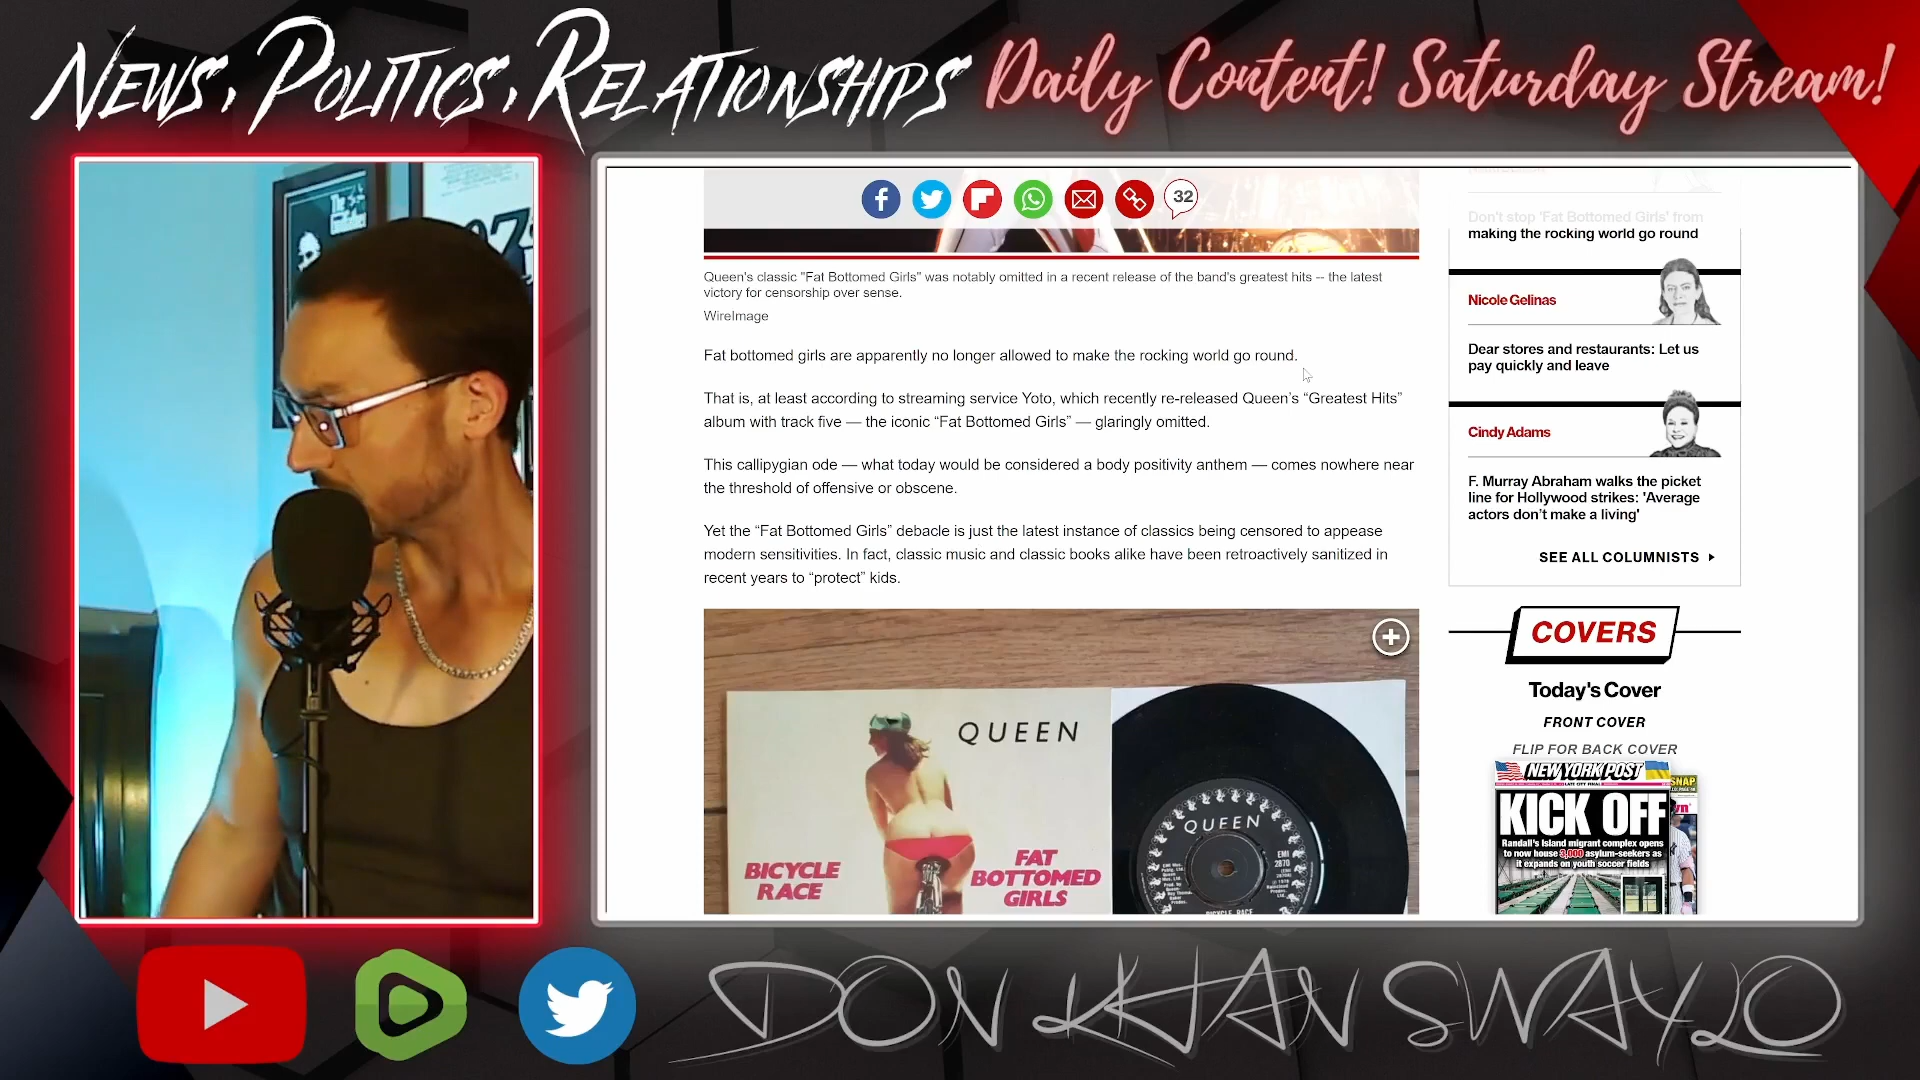 NEWS, POLITICS, RELATIONSHIPS
Daily Content! Saturday Stream!
32
Queen's classic "Fat Bottomed Girls" was notably omitted in a recent release of the band's greatest hits -- the latest
victory for censorship over sense.
WireImage
Fat bottomed girls are apparently no longer allowed to make the rocking world go round.
That is, at least according to streaming service Yoto, which recently re-released Queen's “Greatest Hits”
album with track five — the iconic “Fat Bottomed Girls” — glaringly omitted.
This callipygian ode — what today would be considered a body positivity anthem — comes nowhere near
the threshold of offensive or obscene.
Yet the “Fat Bottomed Girls” debacle is just the latest instance of classics being censored to appease
modern sensitivities. In fact, classic music and classic books alike have been retroactively sanitized in
recent years to “protect” kids.
QUEEN
BICYCLE
RACE
FAT
BOTTOMED
GIRLS
QUEEN
EMI
2870
BICYCLE RACE
Don't stop 'Fat Bottomed Girls' from
making the rocking world go round
Nicole Gelinas
Dear stores and restaurants: Let us
pay quickly and leave
Cindy Adams
F. Murray Abraham walks the picket
line for Hollywood strikes: 'Average
actors don't make a living'
SEE ALL COLUMNISTS
COVERS
Today's Cover
FRONT COVER
FLIP FOR BACK COVER
NEW YORK POST
SNAP
KICK OFF
Randall's Island migrant complex opens
to now house 3,000 asylum-seekers as
it expands on youth soccer fields
DON KHAN SWAYLO